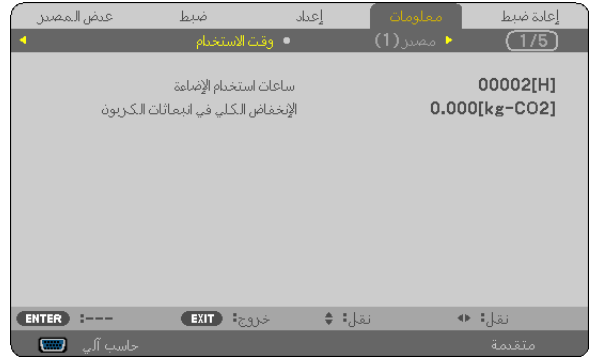 عرض المصدر ضبط إعداد معلومات إعادة ضبط
◀ ● وقت الاستخدام ▶ مصدر(1) 1/5
ساعات استخدام الإضاءة 00002[H]
الإنخفاض الكلي في انبعاثات الكربون 0.000[kg-CO2]
ENTER :--- EXIT :خروج نقل: نقل:
حاسب آلي متقدمة